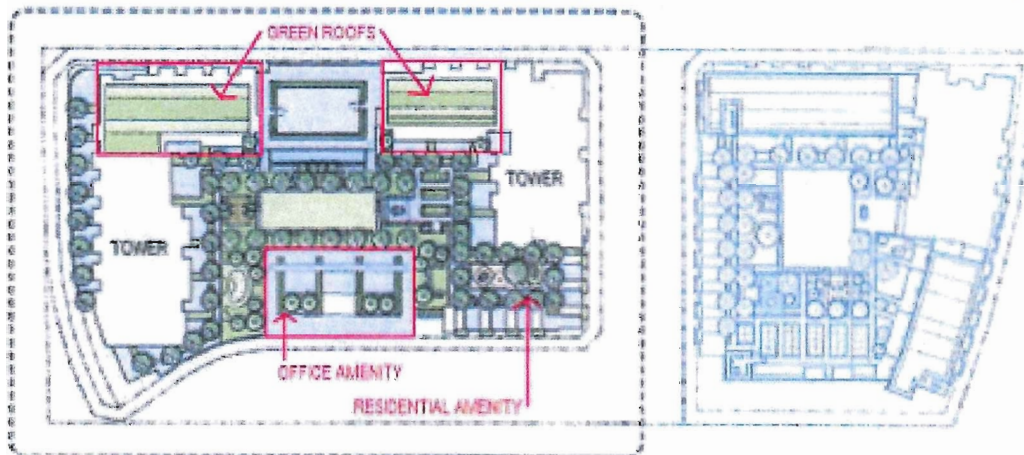 GREEN ROOFS
TOWER
TOWER
OFFICE AMENITY
RESIDENTIAL AMENITY